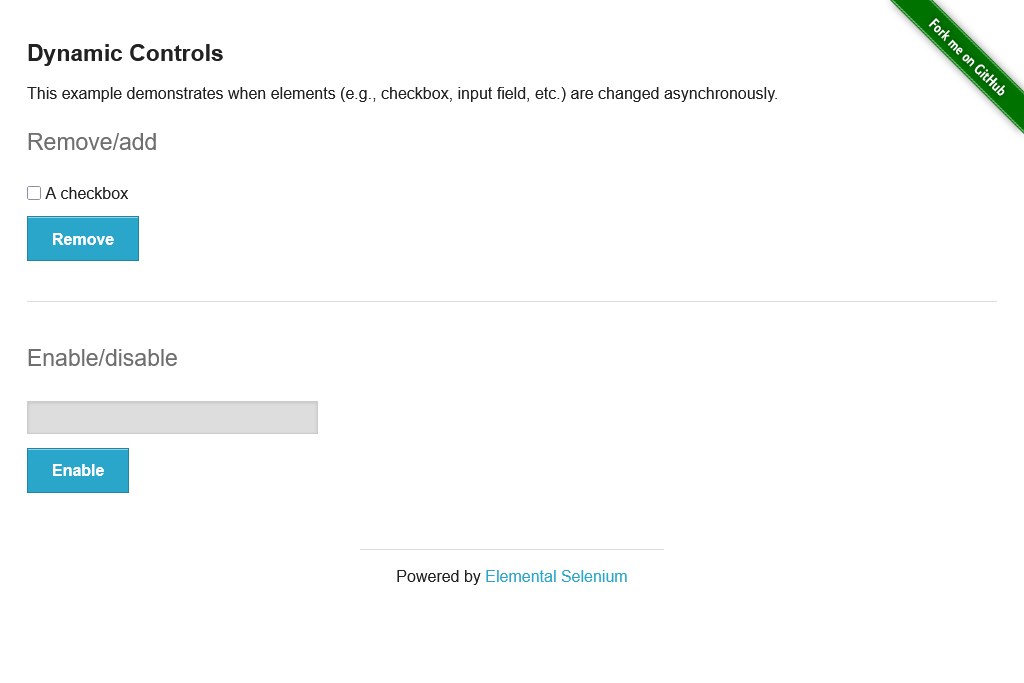 Fork me on GitHub
Dynamic Controls
This example demonstrates when elements (e.g., checkbox, input field, etc.) are changed asynchronously.
Remove/add
A checkbox
Remove
Enable/disable
Enable
Powered by Elemental Selenium